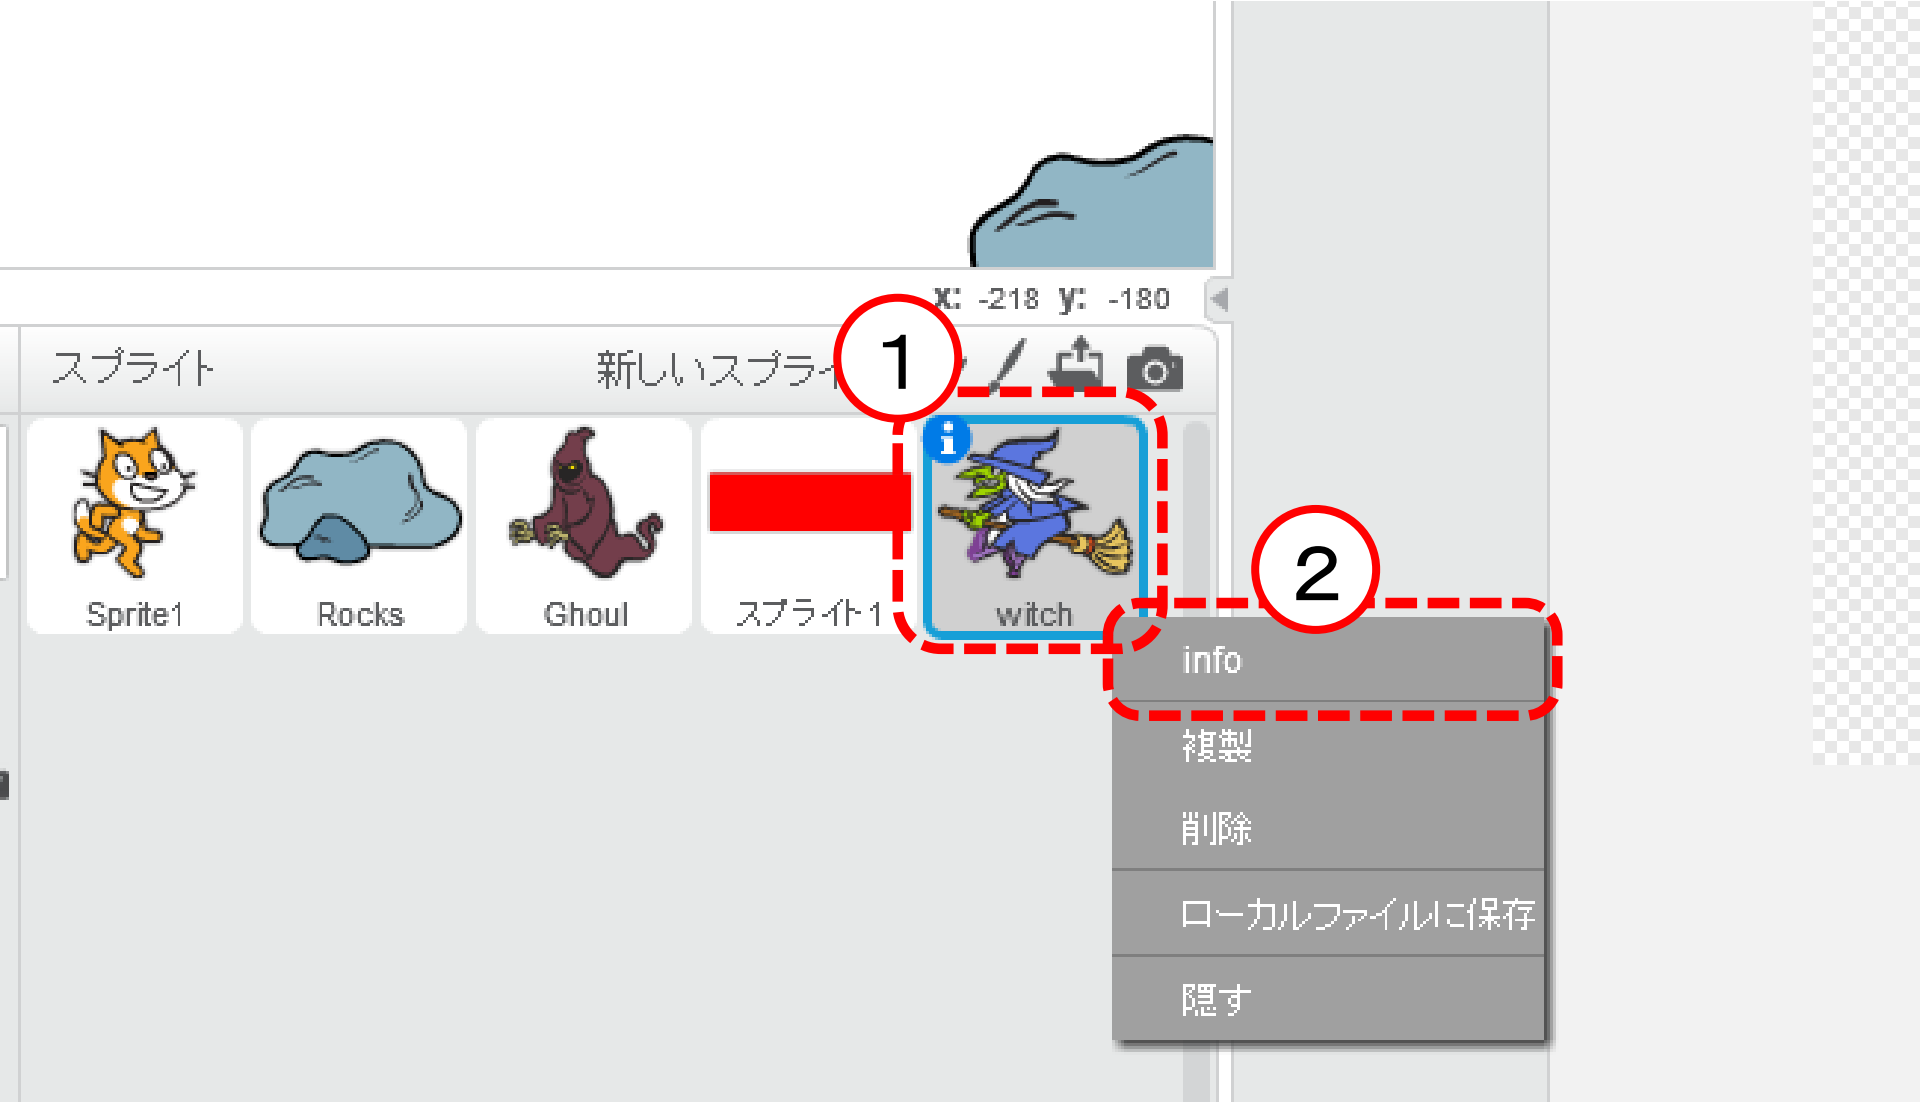 x: -218 y: -180
スプライト
新しいスプライ
1
Sprite1
Rocks
Ghoul
スプライト1
witch
2
info
複製
削除
ローカルファイルに保存
隠す